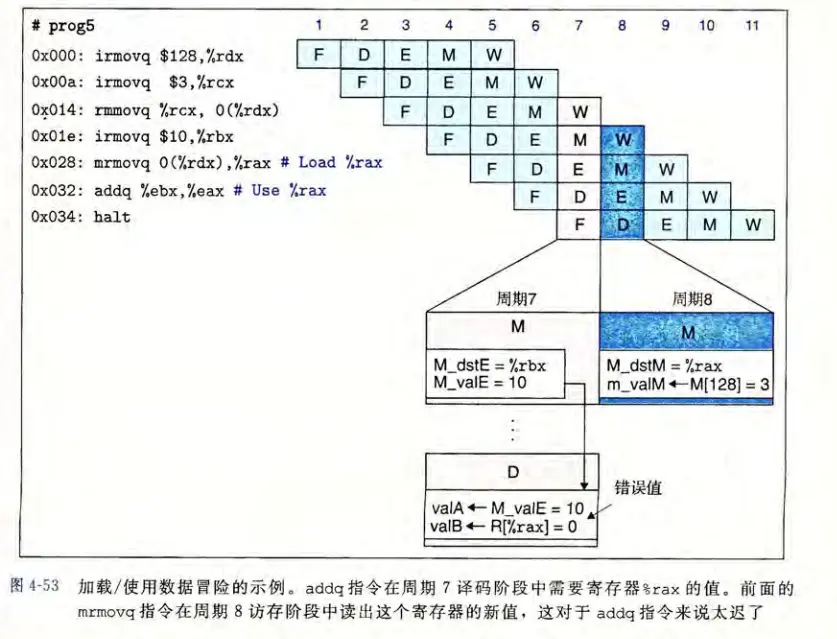 # prog5
1 2 3 4 5 6 7 8 9 10 11
0x000: irmovq $128,%rdx F D E M W
0x00a: irmovq $3,%rcx F D E M W
0x014: rmmovq %rcx, 0(%rdx) F D E M W
0x01e: irmovq $10,%rbx F D E M W
0x028: mrmovq 0(%rdx),%rax # Load %rax F D E M W
0x032: addq %ebx,%eax # Use %rax F D E M W
0x034: halt F D E M W
周期7 周期8
M M
M_dstE = %rbx M_dstM = %rax
M_valE = 10 m_valM ← M[128] = 3
D
错误值
valA ← M_valE = 10
valB ← R[%rax] = 0
图 4-53 加载/使用数据冒险的示例。addq 指令在周期 7 译码阶段中需要寄存器%rax 的值。前面的
mrmovq 指令在周期 8 访存阶段中读出这个寄存器的新值，这对于 addq 指令来说太迟了